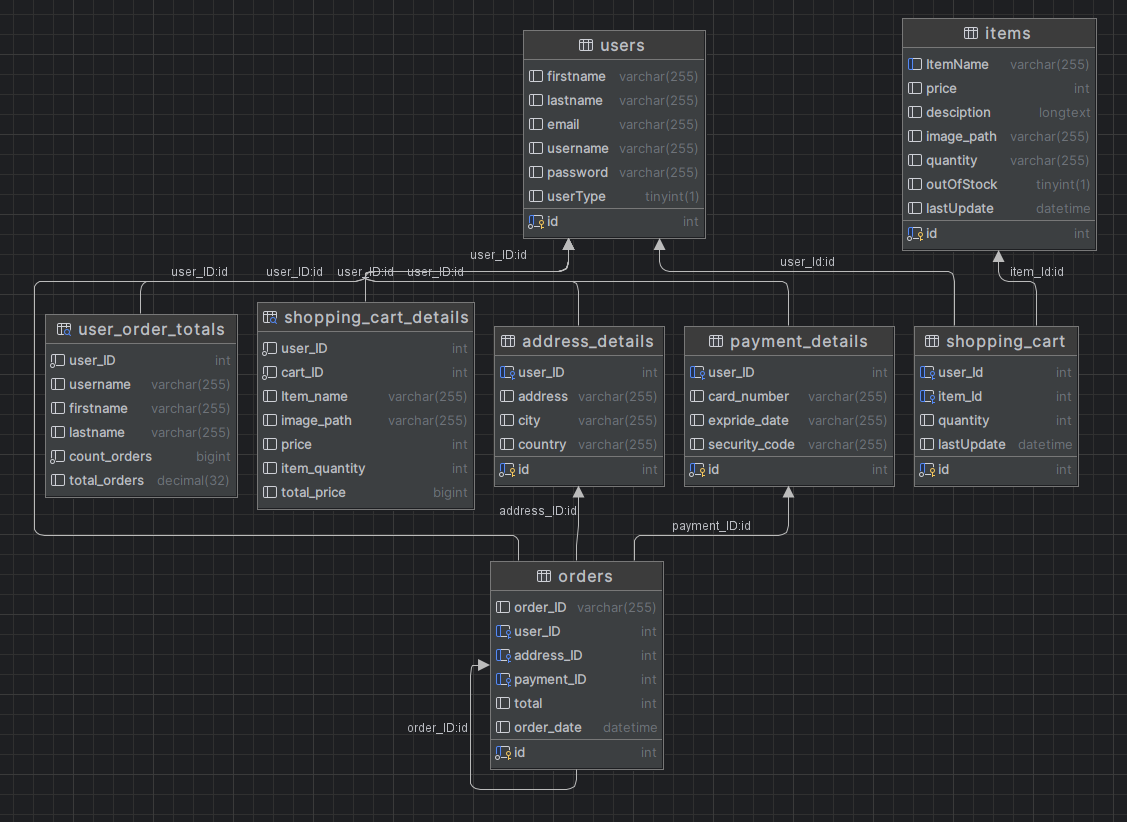 users
firstname varchar(255)
lastname varchar(255)
email varchar(255)
username varchar(255)
password varchar(255)
userType tinyint(1)
id int
items
ItemName varchar(255)
price int
desciption longtext
image_path varchar(255)
quantity varchar(255)
outOfStock tinyint(1)
lastUpdate datetime
id int
user_ID:id
user_ID:id
user_ID:id
user_ID:id
user_ID:id
user_Id:id
item_Id:id
user_order_totals
user_ID int
username varchar(255)
firstname varchar(255)
lastname varchar(255)
count_orders bigint
total_orders decimal(32)
shopping_cart_details
user_ID int
cart_ID int
Item_name varchar(255)
image_path varchar(255)
price int
item_quantity int
total_price bigint
address_details
user_ID int
address varchar(255)
city varchar(255)
country varchar(255)
id int
payment_details
user_ID int
card_number varchar(255)
expride_date varchar(255)
security_code varchar(255)
id int
shopping_cart
user_Id int
item_Id int
quantity int
lastUpdate datetime
id int
address_ID:id
payment_ID:id
orders
order_ID varchar(255)
user_ID int
address_ID int
payment_ID int
total int
order_date datetime
id int
order_ID:id